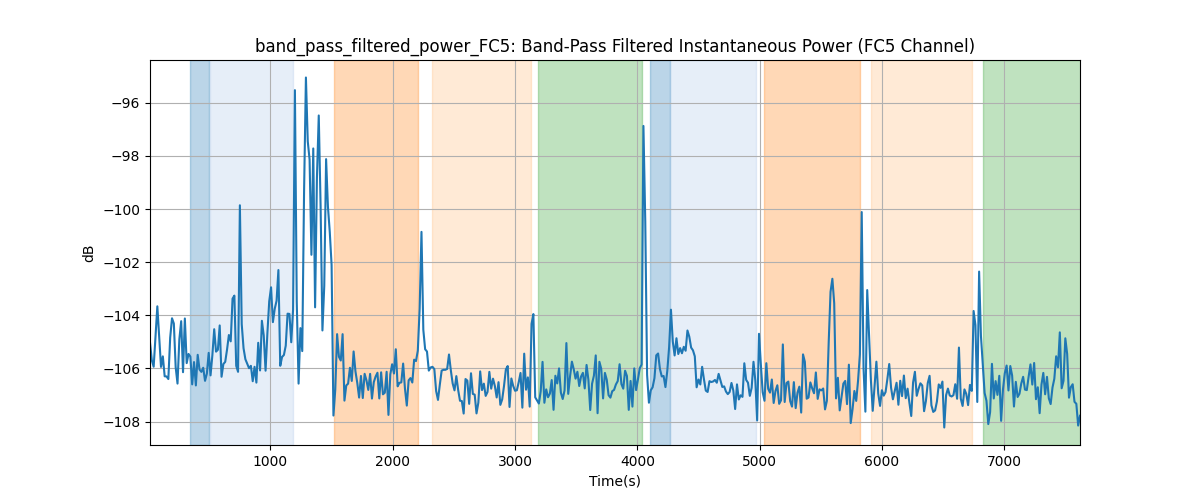 band_pass_filtered_power_FC5: Band-Pass Filtered Instantaneous Power (FC5 Channel)
−96
−98
−100
−102
−104
−106
−108
dB
1000 2000 3000 4000 5000 6000 7000
Time(s)